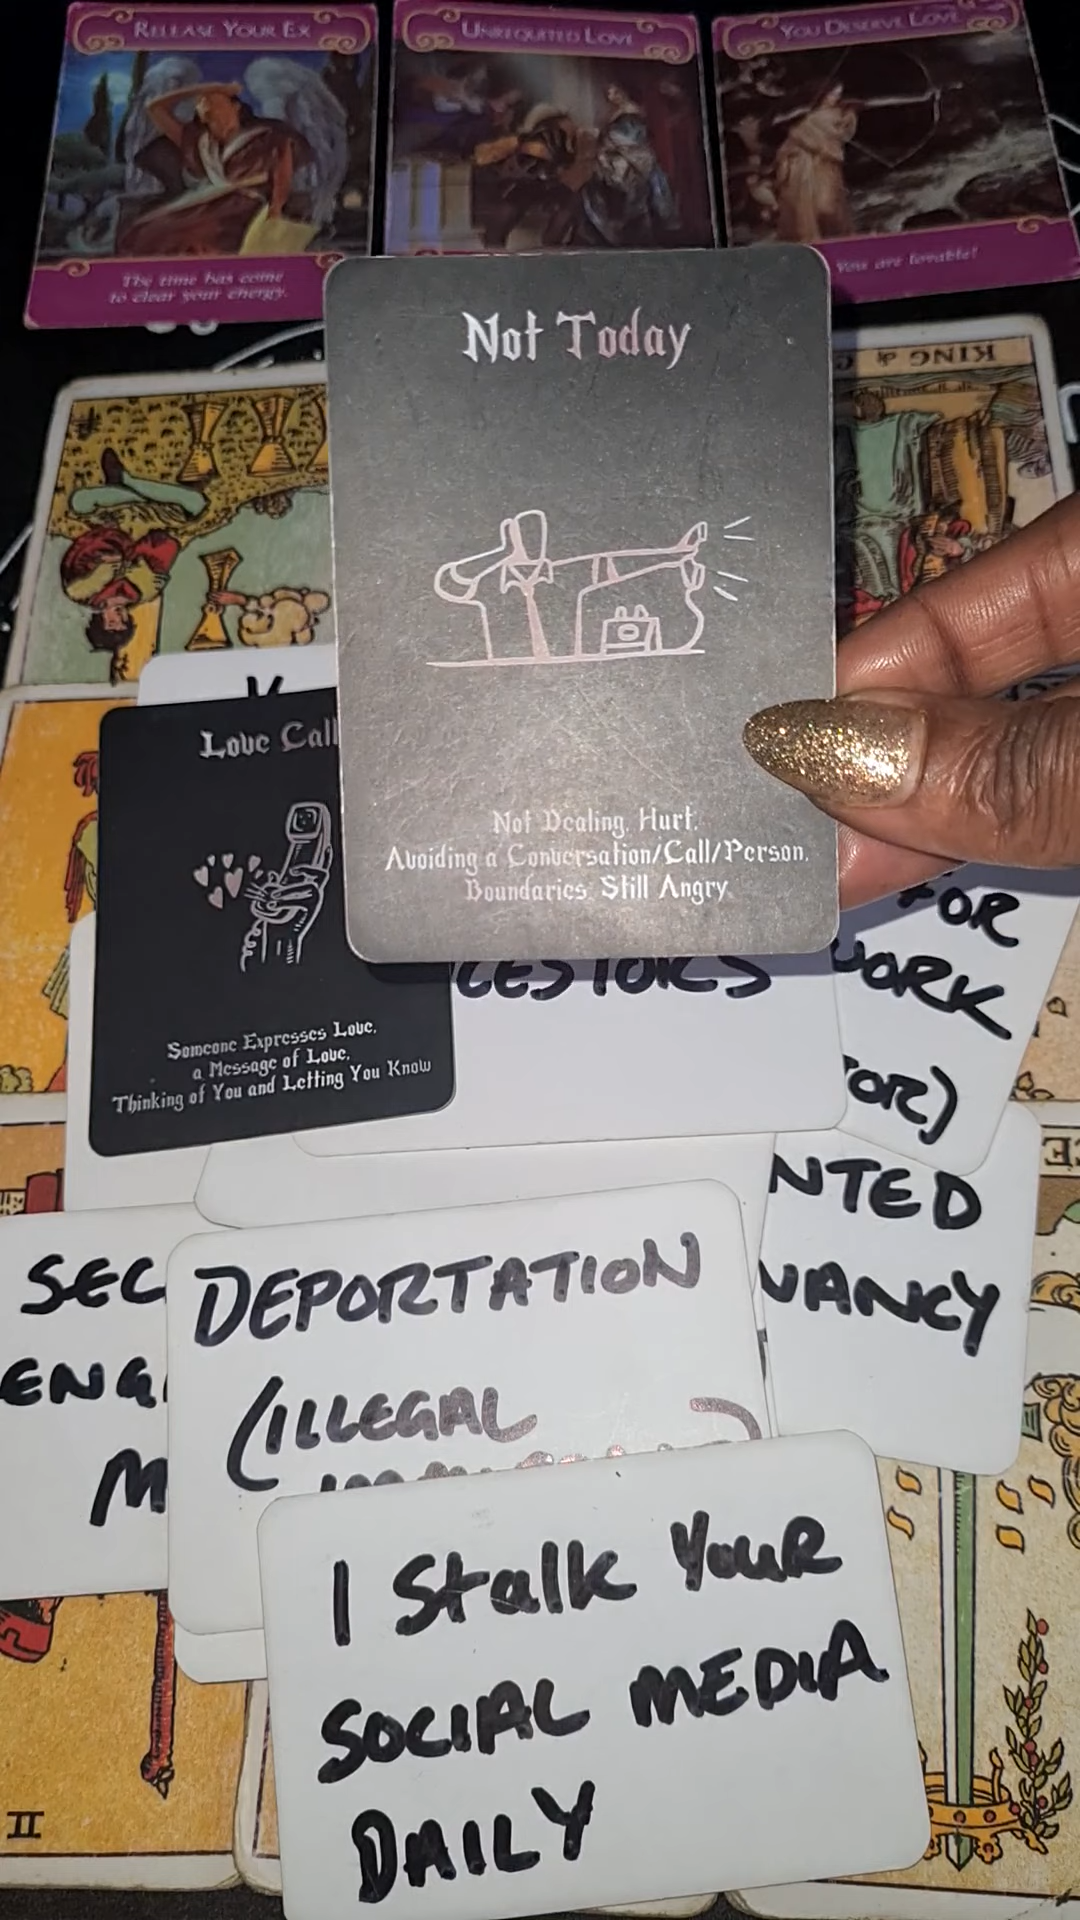 RELEASE YOUR EX
UNREQUITED LOVE
YOU DESERVE LOVE
The time has come
to clear your energy.
You are lovable!
KING
Not Today
Not Dealing, Hurt,
Avoiding a Conversation/Call/Person,
Boundaries, Still Angry.
Love Call
Someone Expresses Love,
a Message of Love,
Thinking of You and Letting You Know
CESTORS
FOR
WORK
OR)
NTED
NANCY
SEC
ENG
M
DEPORTATION
(ILLEGAL
)
I Stalk Your
SOCIAL MEDIA
DAILY
II